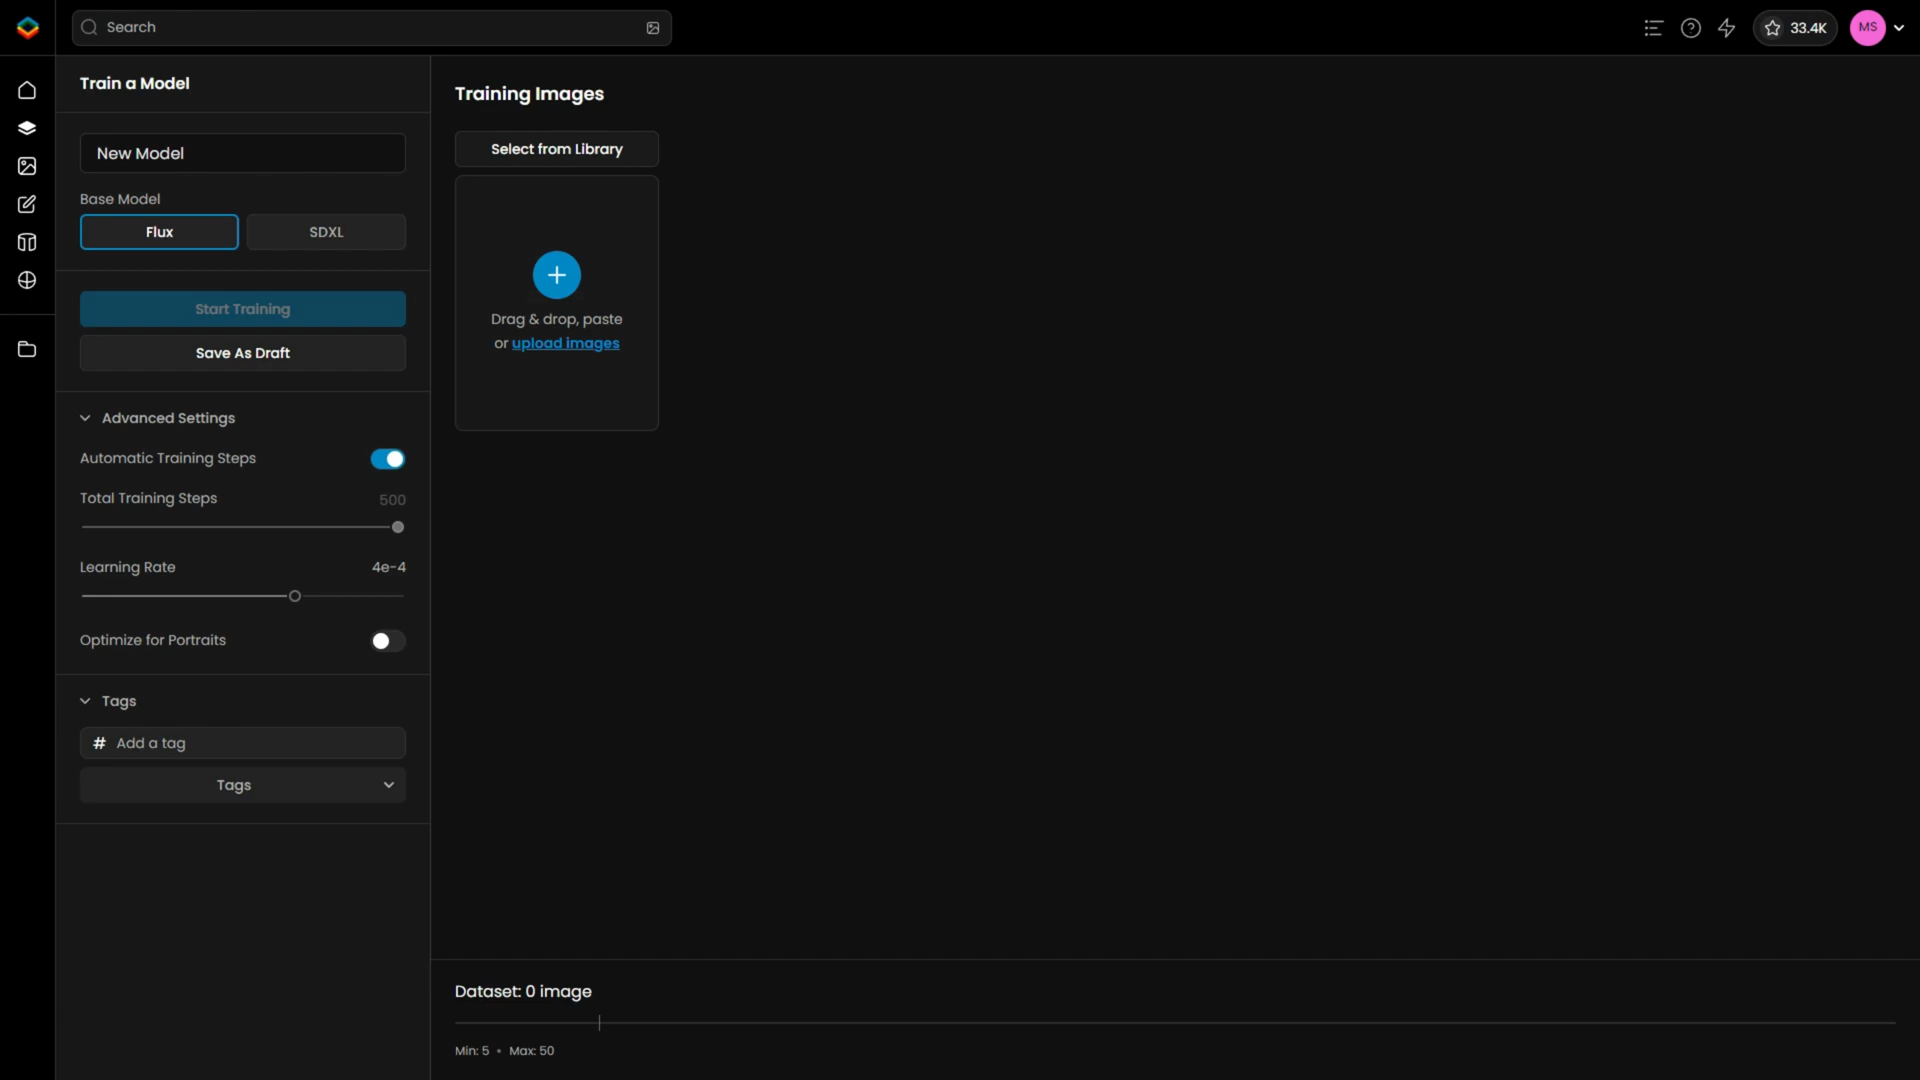 Search
33.4K
MS
Train a Model
New Model
Base Model
Flux
SDXL
Start Training
Save As Draft
Advanced Settings
Automatic Training Steps
Total Training Steps
500
Learning Rate
4e-4
Optimize for Portraits
Tags
# Add a tag
Tags
Training Images
Select from Library
Drag & drop, paste
or upload images
Dataset: 0 image
Min: 5 • Max: 50